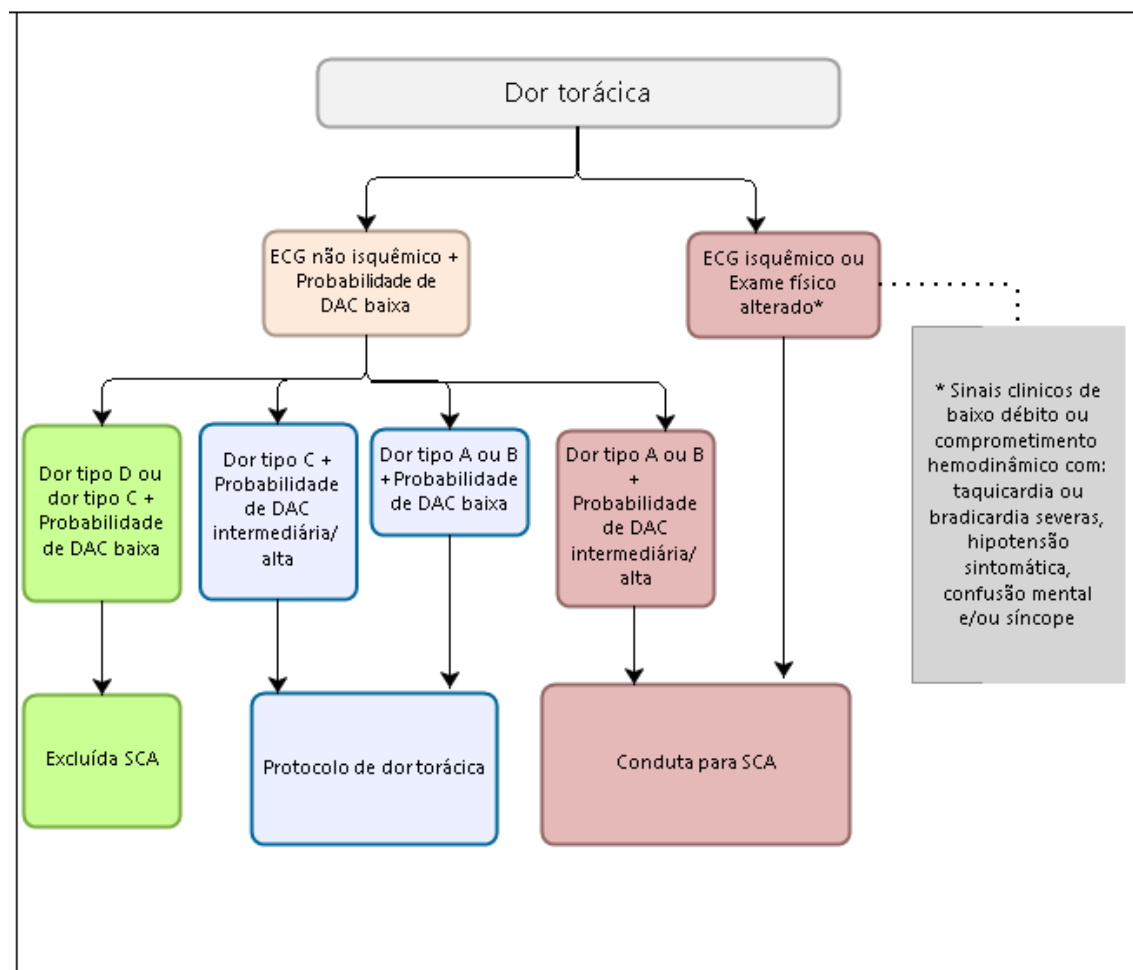 Dor torácica
ECG não isquêmico +
Probabilidade de
DAC baixa
ECG isquêmico ou
Exame físico
alterado*
* Sinais clinicos de
baixo débito ou
comprometimento
hemodinâmico com:
taquicardia ou
bradicardia severas,
hipotensão
sintomática,
confusão mental
e/ou síncope
Dor tipo D ou
dor tipo C +
Probabilidade
de DAC baixa
Dor tipo C +
Probabilidade
de DAC
intermediária/
alta
Dor tipo A ou B
+ Probabilidade
de DAC baixa
Dor tipo A ou B
+
Probabilidade
de DAC
intermediária/
alta
Excluída SCA
Protocolo de dor torácica
Conduta para SCA